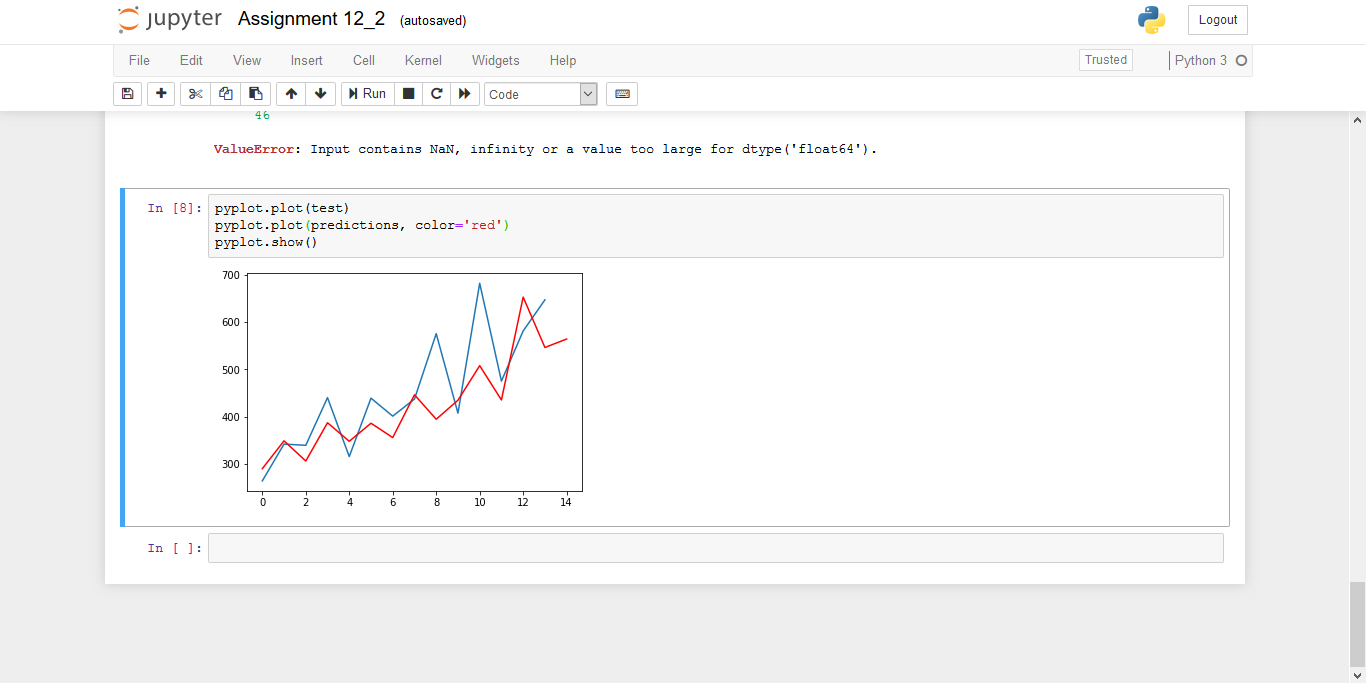 jupyter Assignment 12_2 (autosaved) Logout
File Edit View Insert Cell Kernel Widgets Help Trusted Python 3
Run Code
46
ValueError: Input contains NaN, infinity or a value too large for dtype('float64').
In [8]: pyplot.plot(test)
pyplot.plot(predictions, color='red')
pyplot.show()
700
600
500
400
300
0 2 4 6 8 10 12 14
In [ ]: